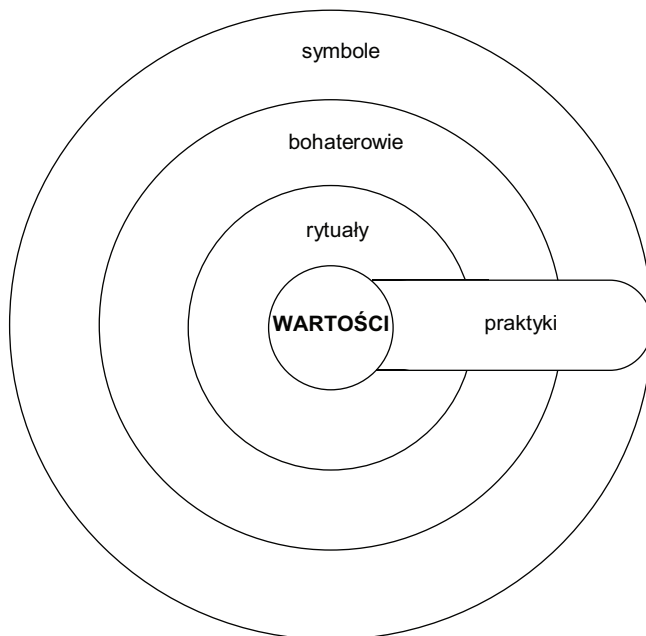 symbole
bohaterowie
rytuały
WARTOŚCI
praktyki